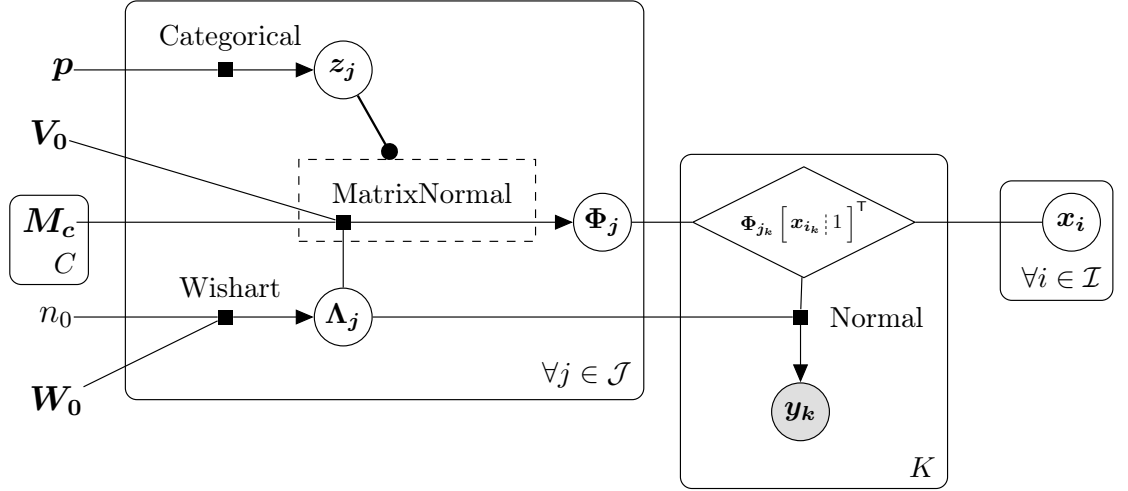 Categorical
p
z_j
V_0
MatrixNormal
M_c
C
Φ_j
Φ_{j_k} [x_{i_k} ⁞ 1]^⊤
x_i
∀i ∈ I
Wishart
n_0
Λ_j
Normal
∀j ∈ J
W_0
y_k
K